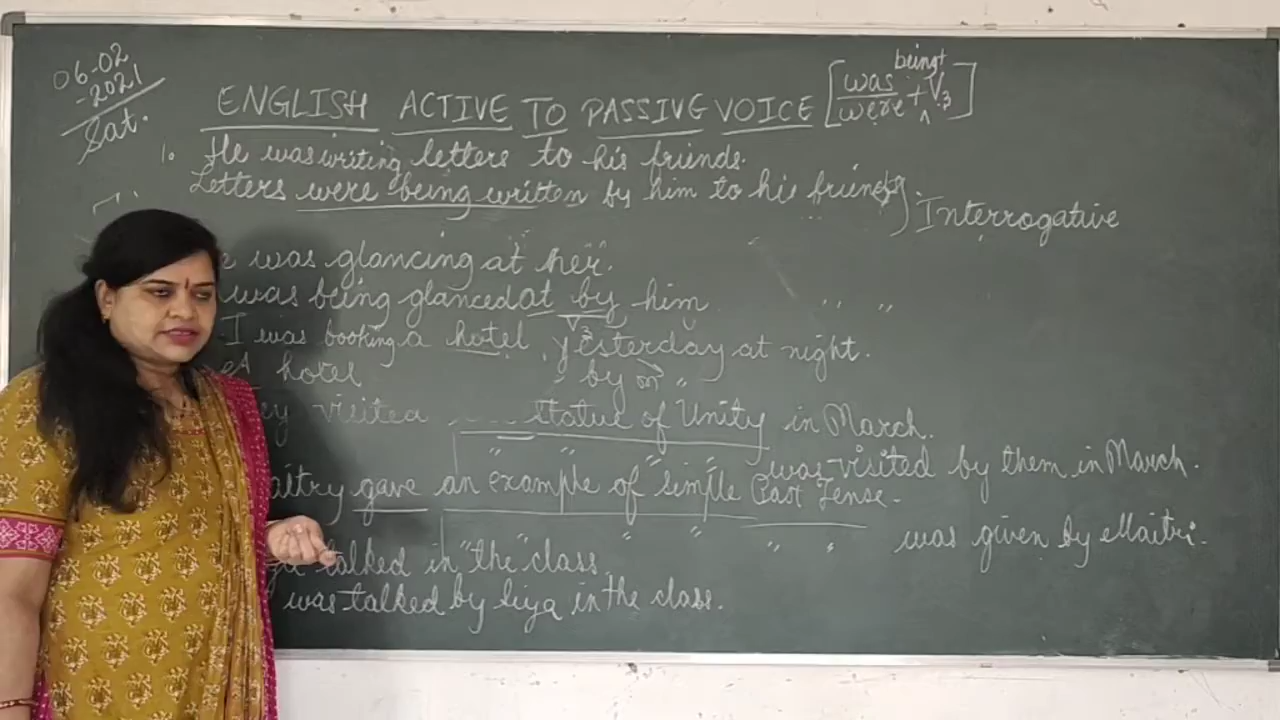 06-02
-2021
Sat.
being+
ENGLISH ACTIVE TO PASSIVE VOICE [was were + V3]
1. He was writing letters to his friends.
Letters were being written by him to his friends.
Interrogative
was glancing at her.
was being glanced at by him
I was booking a hotel yesterday at night.
V3
A hotel " by me "
visited statue of Unity in March.
" " " " was visited by them in March.
gave an example of simple Past Tense.
" " " " was given by Maitri.
talked in "the" class.
was talked by liya in the class.